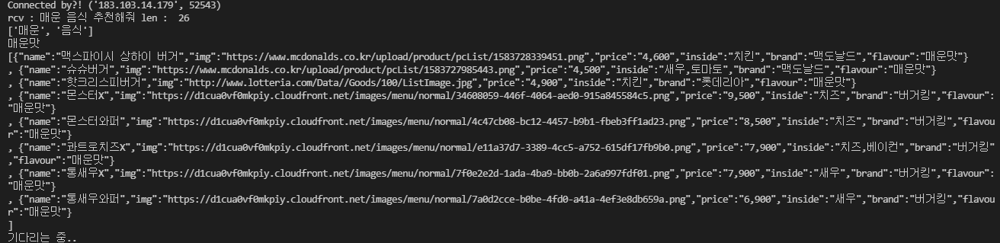 Connected by?! ('183.103.14.179', 52543)
rcv : 매운 음식 추천해줘 len :  26
['매운', '음식']
매운맛
[{"name":"맥스파이시 상하이 버거","img":"https://www.mcdonalds.co.kr/upload/product/pcList/1583728339451.png","price":"4,600","inside":"치킨","brand":"맥도날드","flavour":"매운맛"}
, {"name":"슈슈버거","img":"https://www.mcdonalds.co.kr/upload/product/pcList/1583727985443.png","price":"4,500","inside":"새우,토마토","brand":"맥도날드","flavour":"매운맛"}
, {"name":"핫크리스피버거","img":"http://www.lotteria.com/Data//Goods/100/ListImage.jpg","price":"4,900","inside":"치킨","brand":"롯데리아","flavour":"매운맛"}
, {"name":"몬스터X","img":"https://d1cua0vf0mkpiy.cloudfront.net/images/menu/normal/34608059-446f-4064-aed0-915a845584c5.png","price":"9,500","inside":"치즈","brand":"버거킹","flavour":
"매운맛"}
, {"name":"몬스터와퍼","img":"https://d1cua0vf0mkpiy.cloudfront.net/images/menu/normal/4c47cb08-bc12-4457-b9b1-fbeb3ff1ad23.png","price":"8,500","inside":"치즈","brand":"버거킹","flavou
r":"매운맛"}
, {"name":"콰트로치즈X","img":"https://d1cua0vf0mkpiy.cloudfront.net/images/menu/normal/e11a37d7-3389-4cc5-a752-615df17fb9b0.png","price":"7,900","inside":"치즈,베이컨","brand":"버거킹"
,"flavour":"매운맛"}
, {"name":"통새우X","img":"https://d1cua0vf0mkpiy.cloudfront.net/images/menu/normal/7f0e2e2d-1ada-4ba9-bb0b-2a6a997fdf01.png","price":"7,900","inside":"새우","brand":"버거킹","flavour":
"매운맛"}
, {"name":"통새우와퍼","img":"https://d1cua0vf0mkpiy.cloudfront.net/images/menu/normal/7a0d2cce-b0be-4fd0-a41a-4ef3e8db659a.png","price":"6,900","inside":"새우","brand":"버거킹","flavou
r":"매운맛"}
]
기다리는 중..